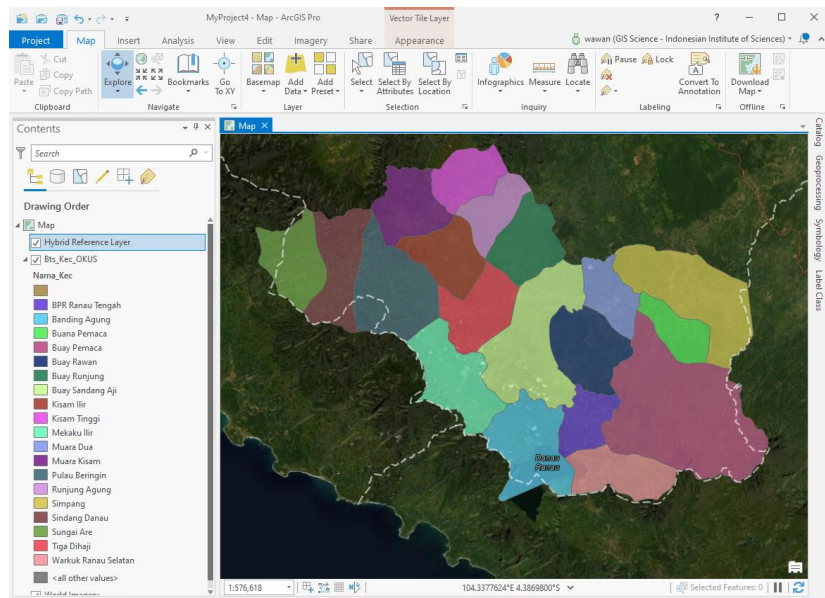 MyProject4 - Map - ArcGIS Pro
Vector Tile Layer
?
Project Map Insert Analysis View Edit Imagery Share Appearance
wawan (GIS Science - Indonesian Institute of Sciences)
Paste
Cut
Copy
Copy Path
Clipboard
Explore
Bookmarks
Go To XY
Navigate
Basemap
Add Data
Add Preset
Layer
Select
Select By Attributes
Select By Location
Selection
Infographics
Measure
Locate
Inquiry
Pause
Lock
Convert To Annotation
Labeling
Download Map
Offline
Contents
Search
Drawing Order
Map
Hybrid Reference Layer
Bts_Kec_OKUS
Nama_Kec
BPR Ranau Tengah
Banding Agung
Buana Pemaca
Buay Pemaca
Buay Rawan
Buay Runjung
Buay Sandang Aji
Kisam Ilir
Kisam Tinggi
Mekaku Ilir
Muara Dua
Muara Kisam
Pulau Beringin
Runjung Agung
Simpang
Sindang Danau
Sungai Are
Tiga Dihaji
Warkuk Ranau Selatan
<all other values>
World Imagery
Map
Danau
Ranau
1:576,618
104.3377624°E 4.3869800°S
Selected Features: 0
Catalog
Geoprocessing
Symbology
Label Class